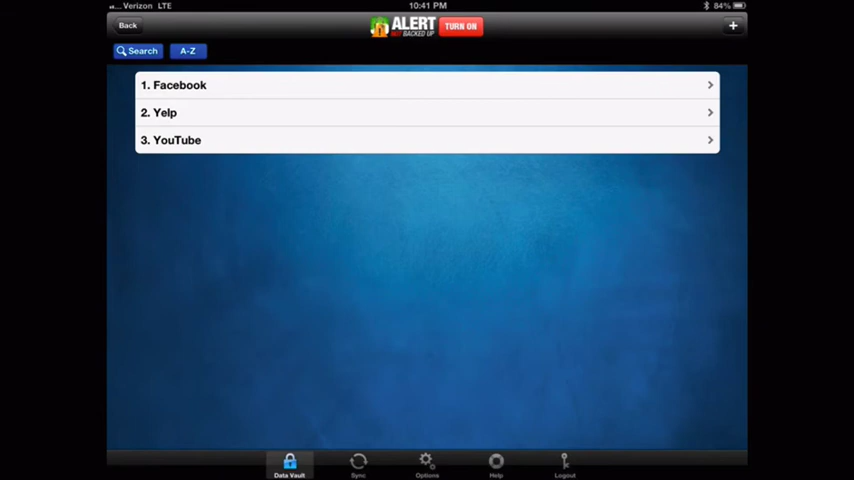 Verizon LTE 10:41 PM 84%
Back ALERT NOT BACKED UP TURN ON +
Search A-Z
1. Facebook
2. Yelp
3. YouTube
Data Vault Sync Options Help Logout